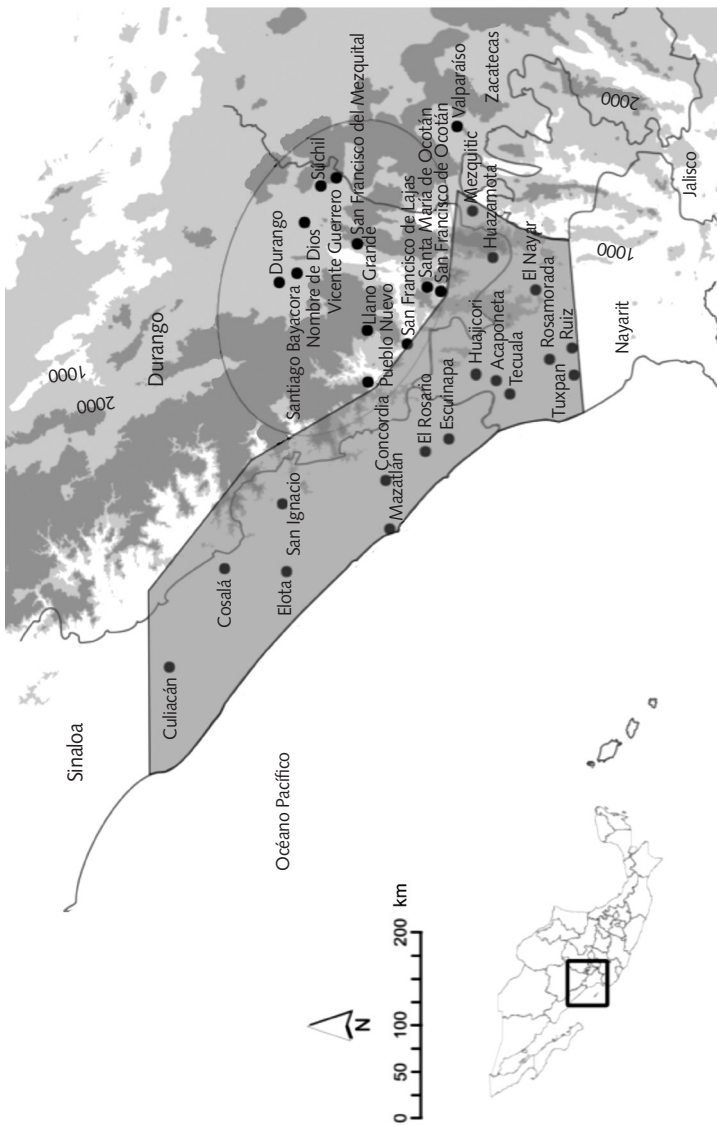 Sinaloa
Durango
1000
2000
Culiacán
Cosalá
Elota
San Ignacio
Durango
Santiago Bayacora
Nombre de Dios
Súchil
Vicente Guerrero
San Francisco del Mezquital
Llano Grande
Pueblo Nuevo
San Francisco de Lajas
Santa María de Ocotán
San Francisco de Ocotán
Valparaíso
Zacatecas
Mezquitic
Huazamota
Concordia
Mazatlán
El Rosario
Escuinapa
Huajicori
Acaponeta
Tecuala
El Nayar
Rosamorada
Ruiz
Tuxpan
Nayarit
Jalisco
1000
2000
Océano Pacífico
N
0 50 100 200 km